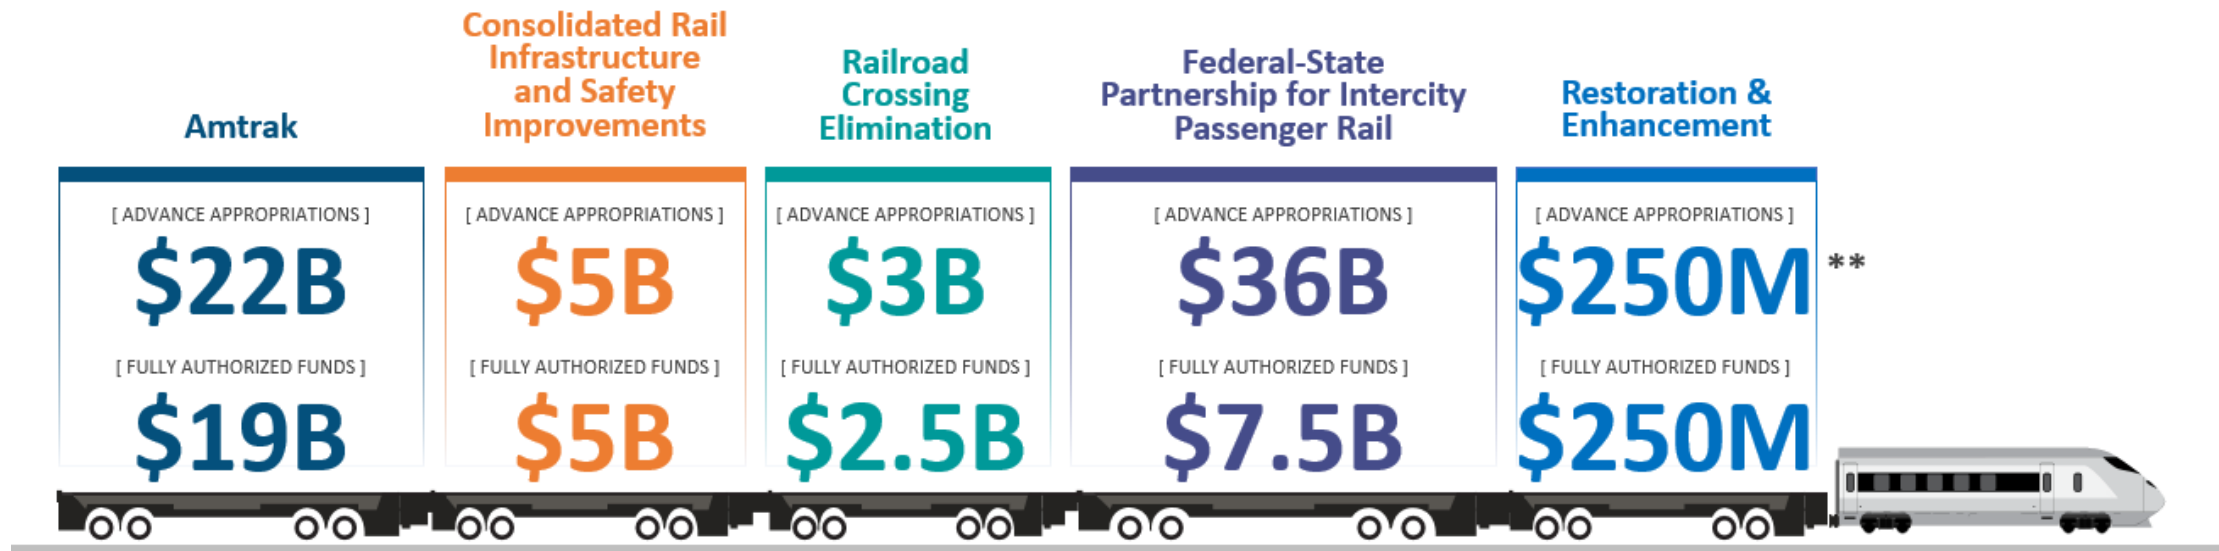 Amtrak
Consolidated Rail
Infrastructure
and Safety
Improvements
Railroad
Crossing
Elimination
Federal-State
Partnership for Intercity
Passenger Rail
Restoration &
Enhancement
[ ADVANCE APPROPRIATIONS ]
$22B
[ FULLY AUTHORIZED FUNDS ]
$19B
[ ADVANCE APPROPRIATIONS ]
$5B
[ FULLY AUTHORIZED FUNDS ]
$5B
[ ADVANCE APPROPRIATIONS ]
$3B
[ FULLY AUTHORIZED FUNDS ]
$2.5B
[ ADVANCE APPROPRIATIONS ]
$36B
[ FULLY AUTHORIZED FUNDS ]
$7.5B
[ ADVANCE APPROPRIATIONS ]
$250M **
[ FULLY AUTHORIZED FUNDS ]
$250M